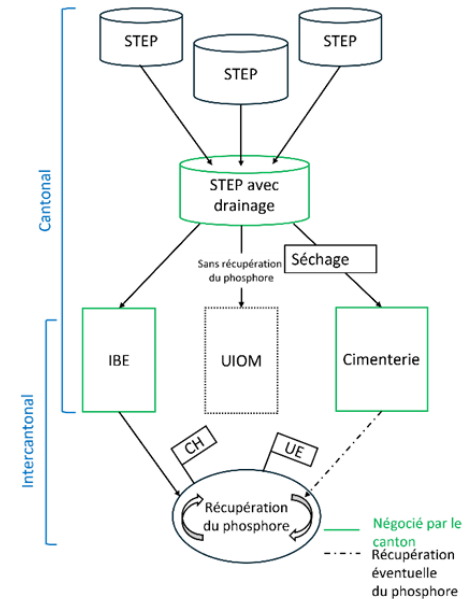 STEP
STEP
STEP
STEP avec
drainage
Cantonal
Sans récupération
du phosphore
Séchage
IBE
UIOM
Cimenterie
Intercantonal
CH
UE
Récupération
du phosphore
Négocié par le
canton
Récupération
éventuelle
du phosphore